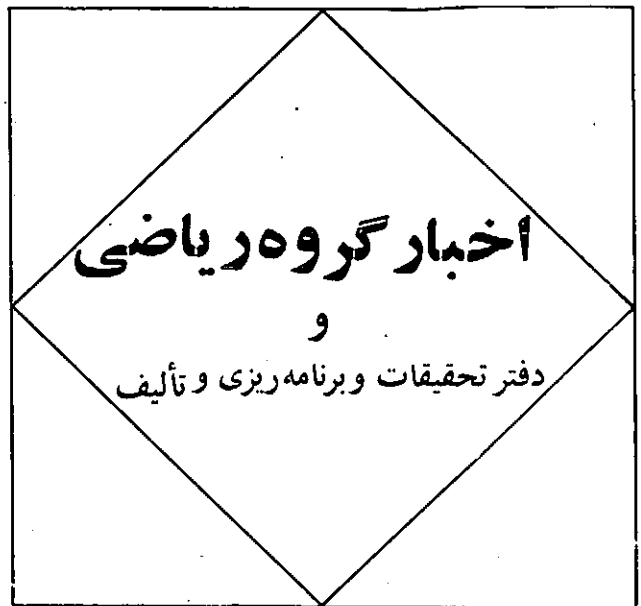 اخبار گروه ریاضی
و
دفتر تحقیقات و برنامه‌ریزی و تألیف